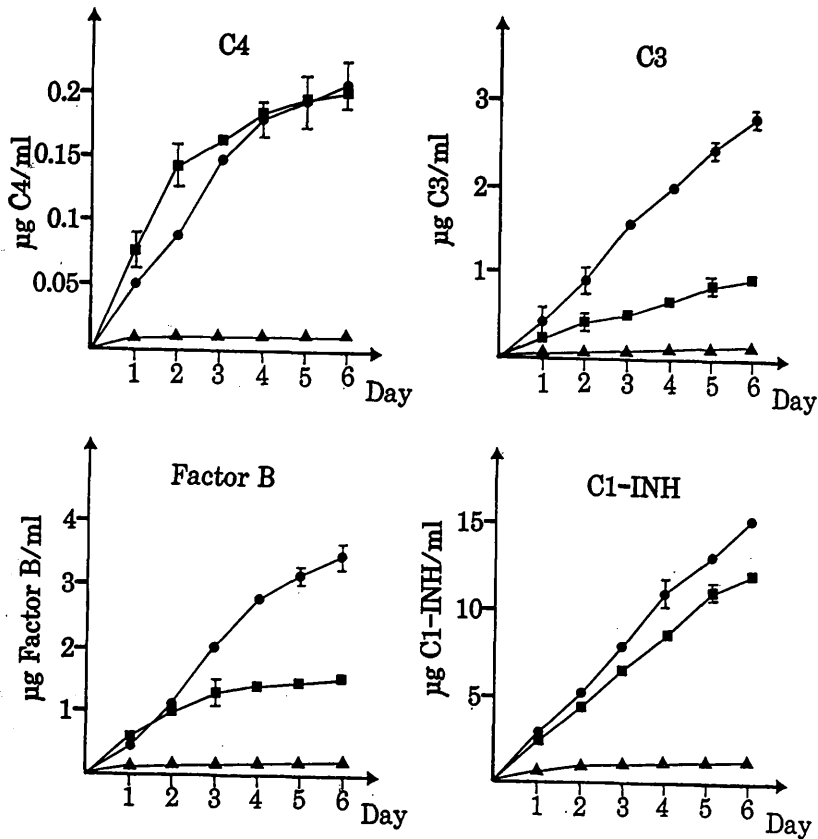 C4
0.2
0.15
0.1
0.05
µg C4/ml
1 2 3 4 5 6
Day
C3
3
2
1
µg C3/ml
1 2 3 4 5 6
Day
Factor B
4
3
2
1
µg Factor B/ml
1 2 3 4 5 6
Day
C1-INH
15
10
5
µg C1-INH/ml
1 2 3 4 5 6
Day